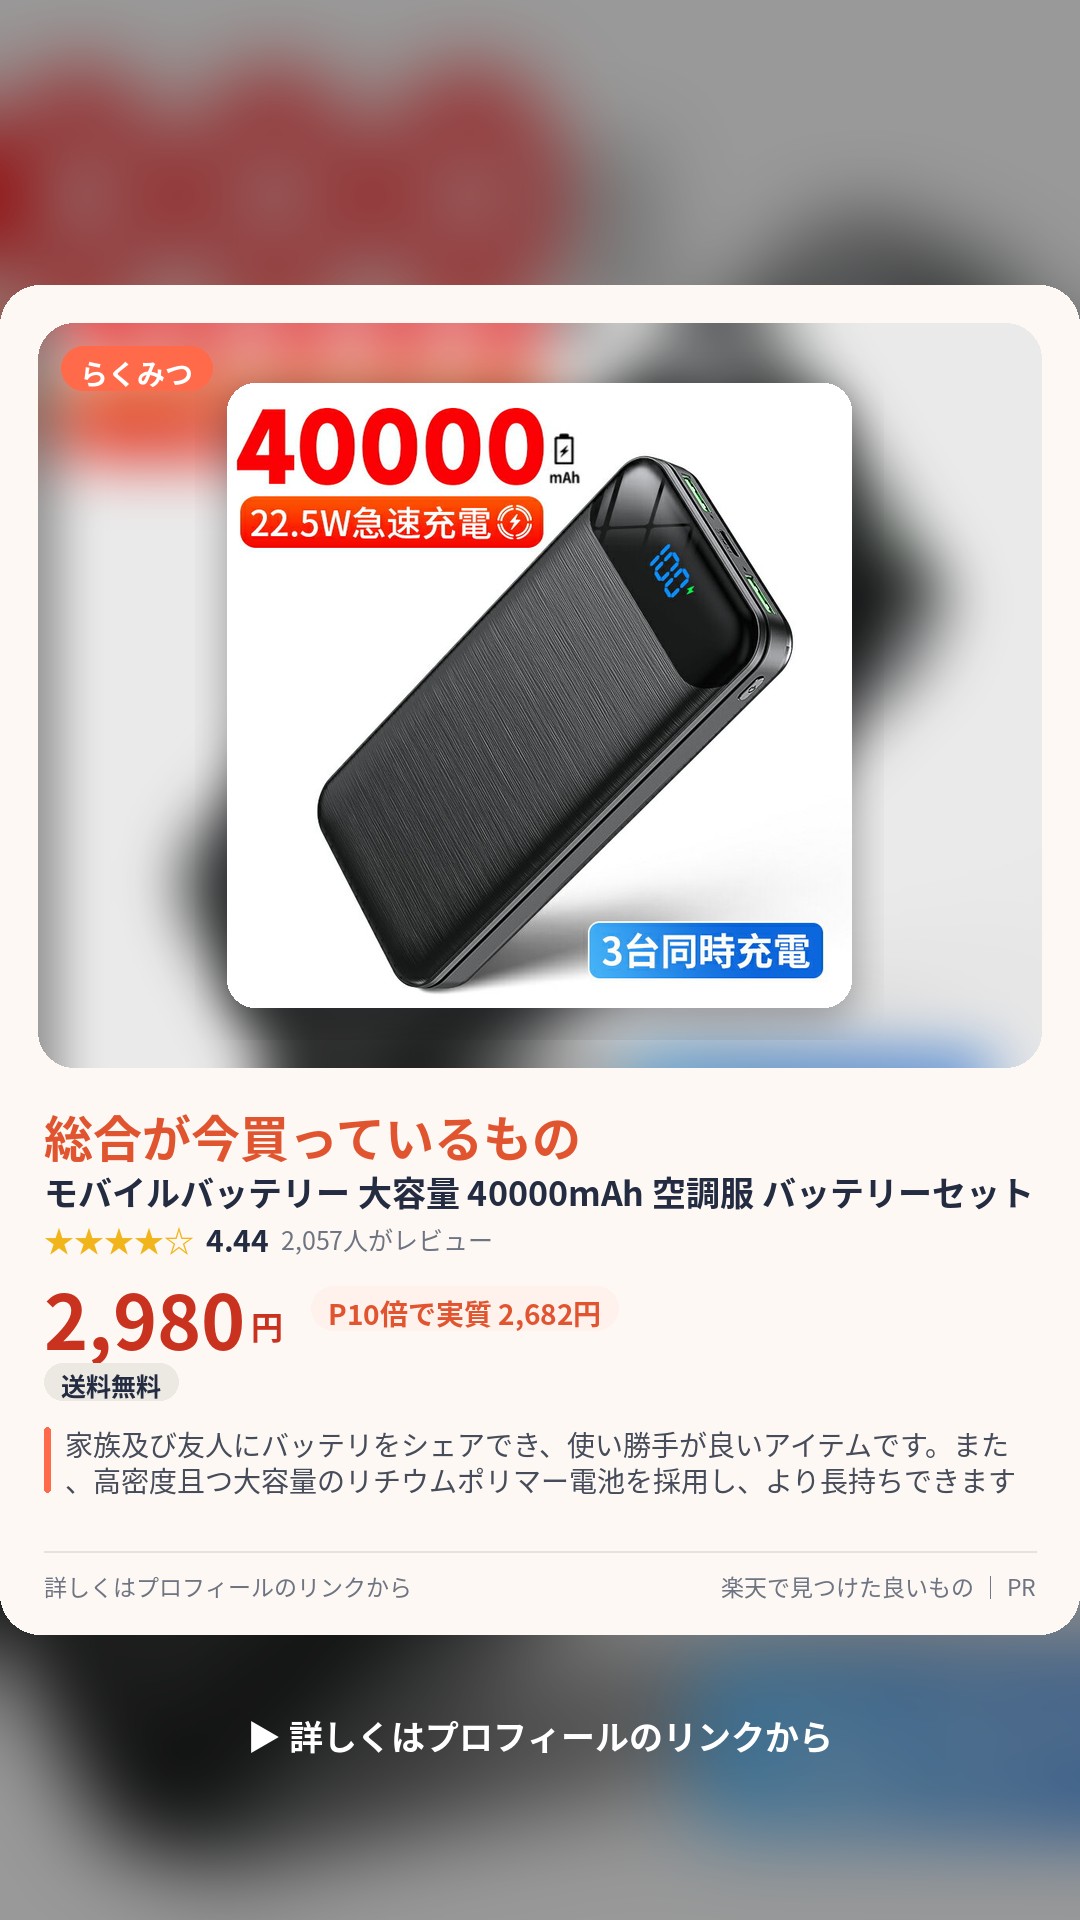 らくみつ
40000
mAh
22.5W急速充電
100
3台同時充電
総合が今買っているもの
モバイルバッテリー 大容量 40000mAh 空調服 バッテリーセット
★★★★☆ 4.44 2,057人がレビュー
2,980円 P10倍で実質 2,682円
送料無料
家族及び友人にバッテリをシェアでき、使い勝手が良いアイテムです。また
、高密度且つ大容量のリチウムポリマー電池を採用し、より長持ちできます
詳しくはプロフィールのリンクから 楽天で見つけた良いもの｜PR
▶ 詳しくはプロフィールのリンクから